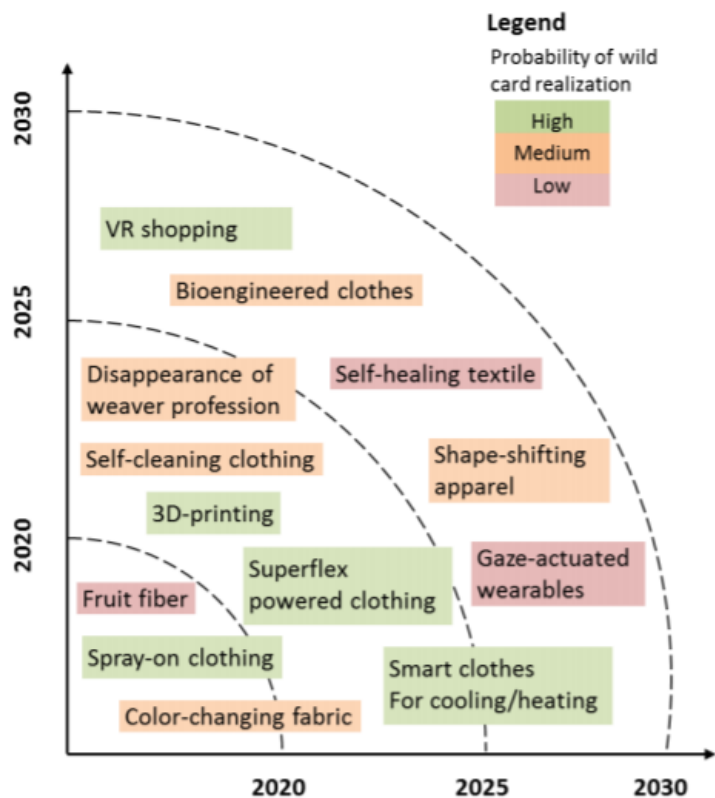 Legend
Probability of wild
card realization
High
Medium
Low
2030
VR shopping
Bioengineered clothes
2025
Disappearance of
weaver profession
Self-healing textile
Self-cleaning clothing
Shape-shifting
apparel
3D-printing
2020
Superflex
powered clothing
Gaze-actuated
wearables
Fruit fiber
Spray-on clothing
Smart clothes
For cooling/heating
Color-changing fabric
2020
2025
2030